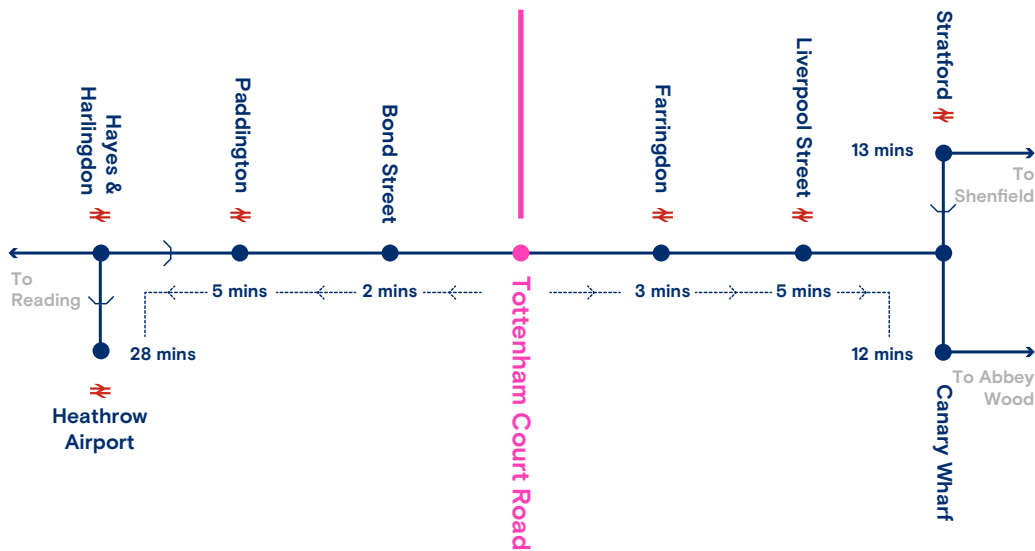 Hayes &
Harlingdon
Paddington
Bond Street
Farringdon
Liverpool Street
Stratford
13 mins
To
Shenfield
To
Reading
5 mins
2 mins
3 mins
5 mins
28 mins
12 mins
Heathrow
Airport
Tottenham Court Road
To Abbey
Wood
Canary Wharf